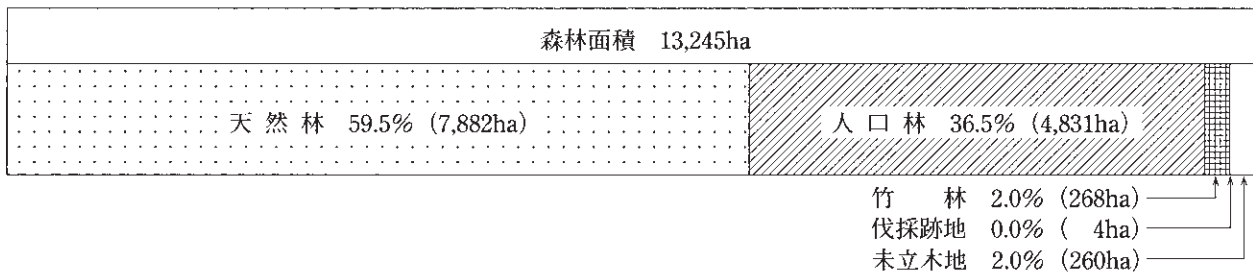 森林面積 13,245ha
天然林 59.5% (7,882ha)
人口林 36.5% (4,831ha)
竹林 2.0% (268ha)
伐採跡地 0.0% ( 4ha)
未立木地 2.0% (260ha)